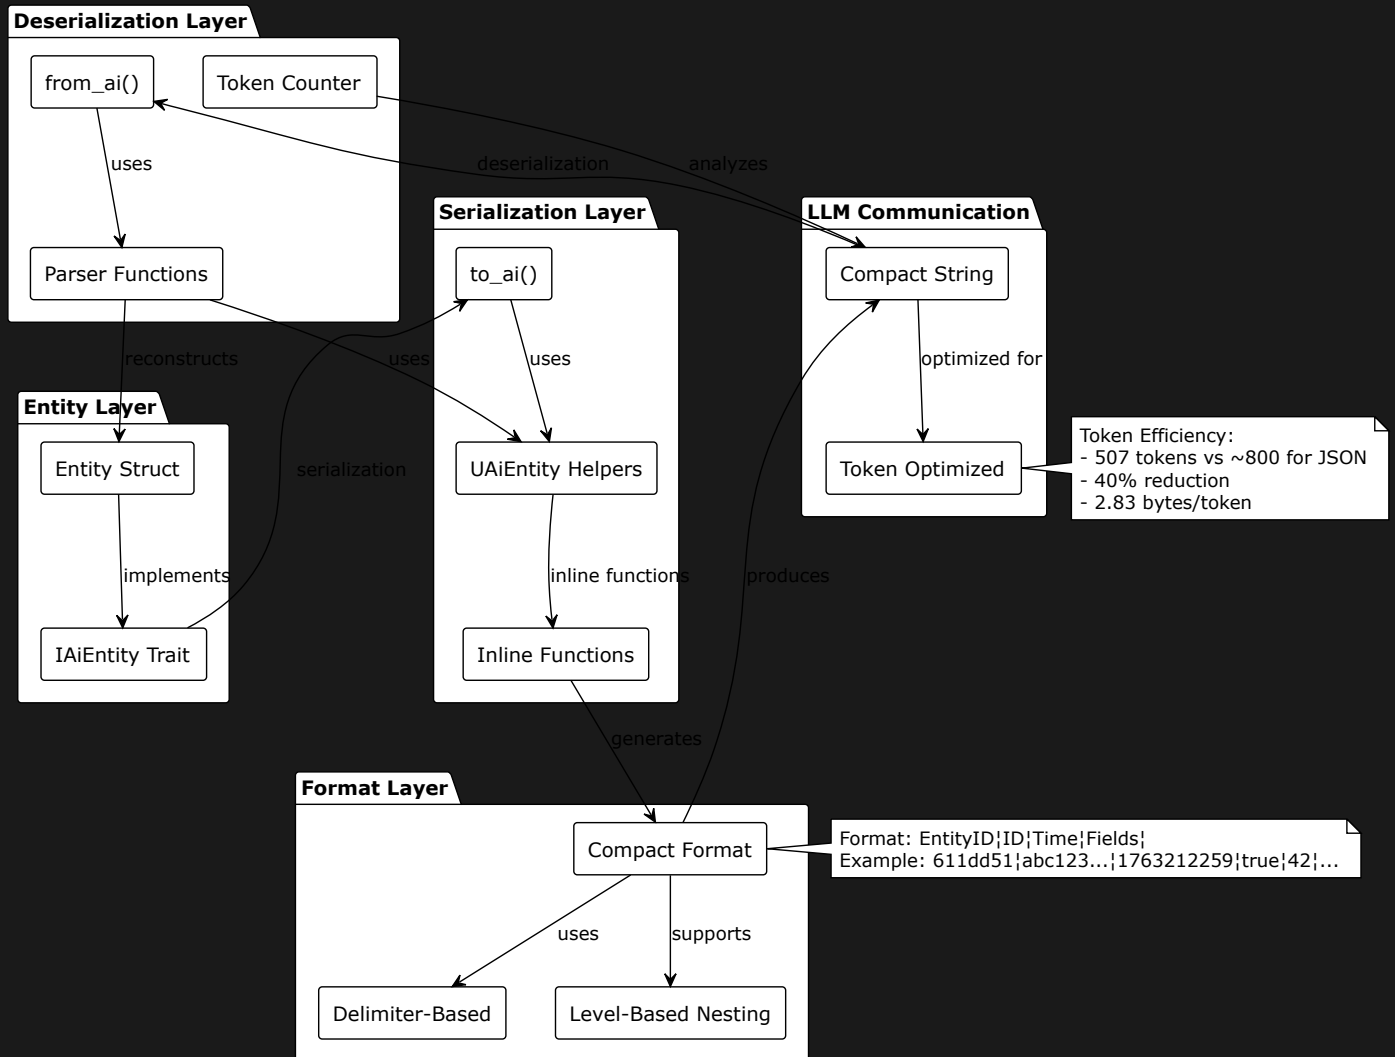 Deserialization Layer
from_ai()
Token Counter
uses
deserialization
analyzes
Parser Functions
Serialization Layer
to_ai()
LLM Communication
Compact String
reconstructs
uses
uses
optimized for
Entity Layer
Entity Struct
serialization
UAiEntity Helpers
Token Optimized
Token Efficiency:
- 507 tokens vs ~800 for JSON
- 40% reduction
- 2.83 bytes/token
implements
inline functions
produces
IAiEntity Trait
Inline Functions
generates
Format Layer
Compact Format
Format: EntityID¦ID¦Time¦Fields¦
Example: 611dd51¦abc123...¦1763212259¦true¦42¦...
uses
supports
Delimiter-Based
Level-Based Nesting